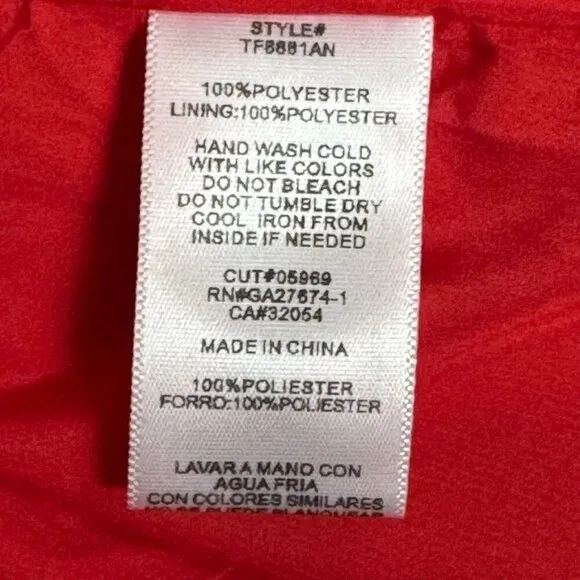 STYLE#
TF8681AN
100%POLYESTER
LINING:100%POLYESTER
HAND WASH COLD
WITH LIKE COLORS
DO NOT BLEACH
DO NOT TUMBLE DRY
COOL IRON FROM
INSIDE IF NEEDED
CUT#05969
RN#GA27674-1
CA#32054
MADE IN CHINA
100%POLIESTER
FORRO:100%POLIESTER
LAVAR A MANO CON
AGUA FRIA
CON COLORES SIMILARES